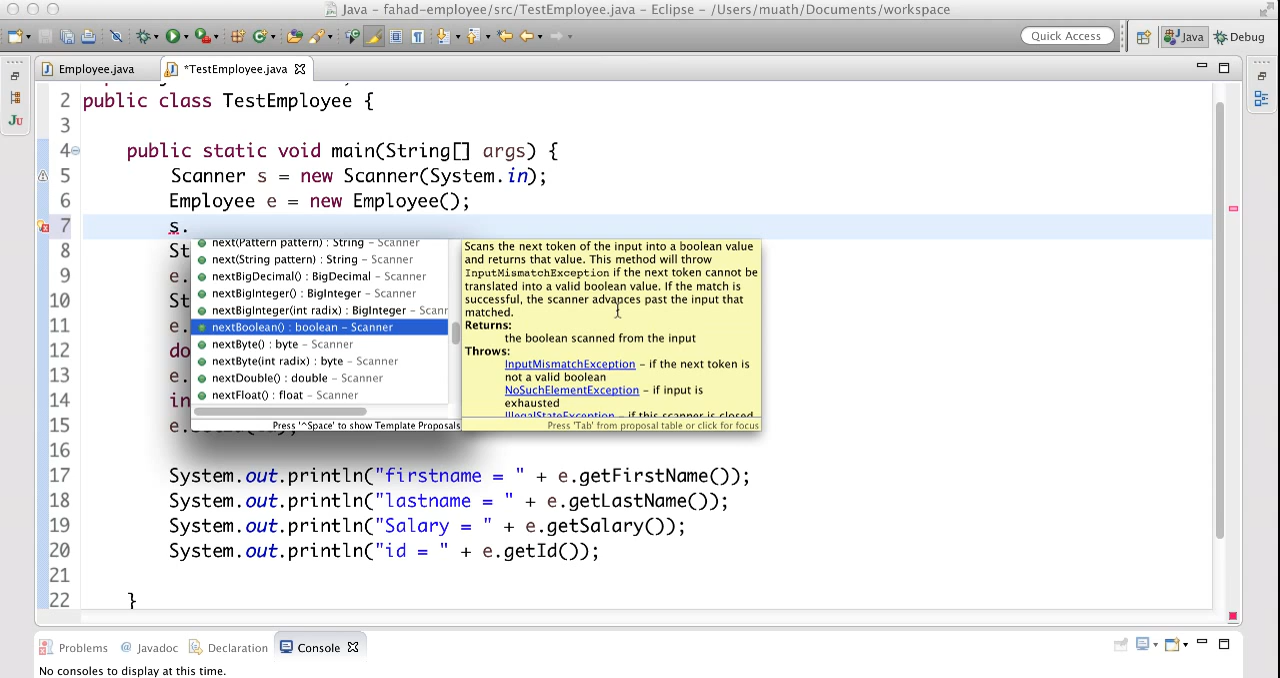 Java – fahad-employee/src/TestEmployee.java – Eclipse – /Users/muath/Documents/workspace
Quick Access
Java
Debug
Employee.java
*TestEmployee.java
2 public class TestEmployee {
3
4 public static void main(String[] args) {
5 Scanner s = new Scanner(System.in);
6 Employee e = new Employee();
7 s.
8 St
9 e.
10 St
11 e.
12 do
13 e.
14 in
15 e.
16
17 System.out.println("firstname = " + e.getFirstName());
18 System.out.println("lastname = " + e.getLastName());
19 System.out.println("Salary = " + e.getSalary());
20 System.out.println("id = " + e.getId());
21
22 }
next(Pattern pattern) : String – Scanner
next(String pattern) : String – Scanner
nextBigDecimal() : BigDecimal – Scanner
nextBigInteger() : BigInteger – Scanner
nextBigInteger(int radix) : BigInteger – Scanr
nextBoolean() : boolean – Scanner
nextByte() : byte – Scanner
nextByte(int radix) : byte – Scanner
nextDouble() : double – Scanner
nextFloat() : float – Scanner
Press '^Space' to show Template Proposals
Scans the next token of the input into a boolean value
and returns that value. This method will throw
InputMismatchException if the next token cannot be
translated into a valid boolean value. If the match is
successful, the scanner advances past the input that
matched.
Returns:
the boolean scanned from the input
Throws:
InputMismatchException – if the next token is
not a valid boolean
NoSuchElementException – if input is
exhausted
IllegalStateException – if this scanner is closed
Press 'Tab' from proposal table or click for focus
Problems
@ Javadoc
Declaration
Console
No consoles to display at this time.